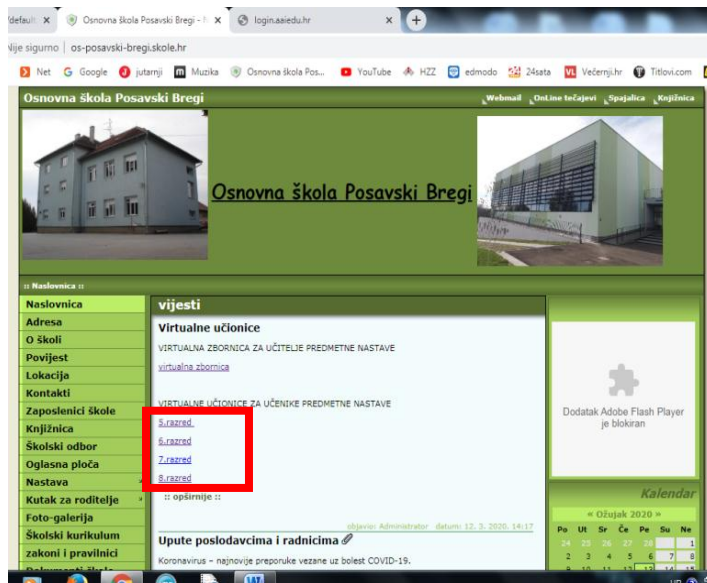 /default
Osnovna škola Posavski Bregi - N
login.aaiedu.hr
Nije sigurno | os-posavski-bregi.skole.hr
Net Google jutarnji Muzika Osnovna škola Pos... YouTube HZZ edmodo 24sata Večernji.hr Titlovi.com
Osnovna škola Posavski Bregi
Webmail OnLine tečajevi Spajalica Knjižnica
Osnovna škola Posavski Bregi
:: Naslovnica ::
Naslovnica
Adresa
O školi
Povijest
Lokacija
Kontakti
Zaposlenici škole
Knjižnica
Školski odbor
Oglasna ploča
Nastava
Kutak za roditelje
Foto-galerija
Školski kurikulum
zakoni i pravilnici
vijesti
Virtualne učionice
VIRTUALNA ZBORNICA ZA UČITELJE PREDMETNE NASTAVE
virtualna zbornica
VIRTUALNE UČIONICE ZA UČENIKE PREDMETNE NASTAVE
5.razred
6.razred
7.razred
8.razred
:: opširnije ::
objavio: Administrator datum: 12. 3. 2020. 14:17
Upute poslodavcima i radnicima
Koronavirus - najnovije preporuke vezane uz bolest COVID-19.
Dodatak Adobe Flash Player
je blokiran
Kalendar
« Ožujak 2020 »
Po Ut Sr Če Pe Su Ne
24 25 26 27 28 1
2 3 4 5 6 7 8
9 10 11 12 13 14 15